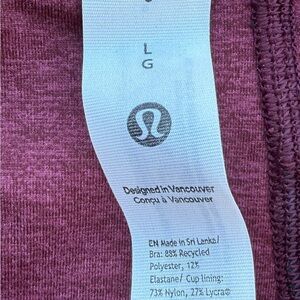 L
G
Designed in Vancouver
Conçu à Vancouver
EN Made in Sri Lanka/
Bra: 88% Recycled
Polyester, 12%
Elastane/ Cup lining:
73% Nylon, 27% Lycra®